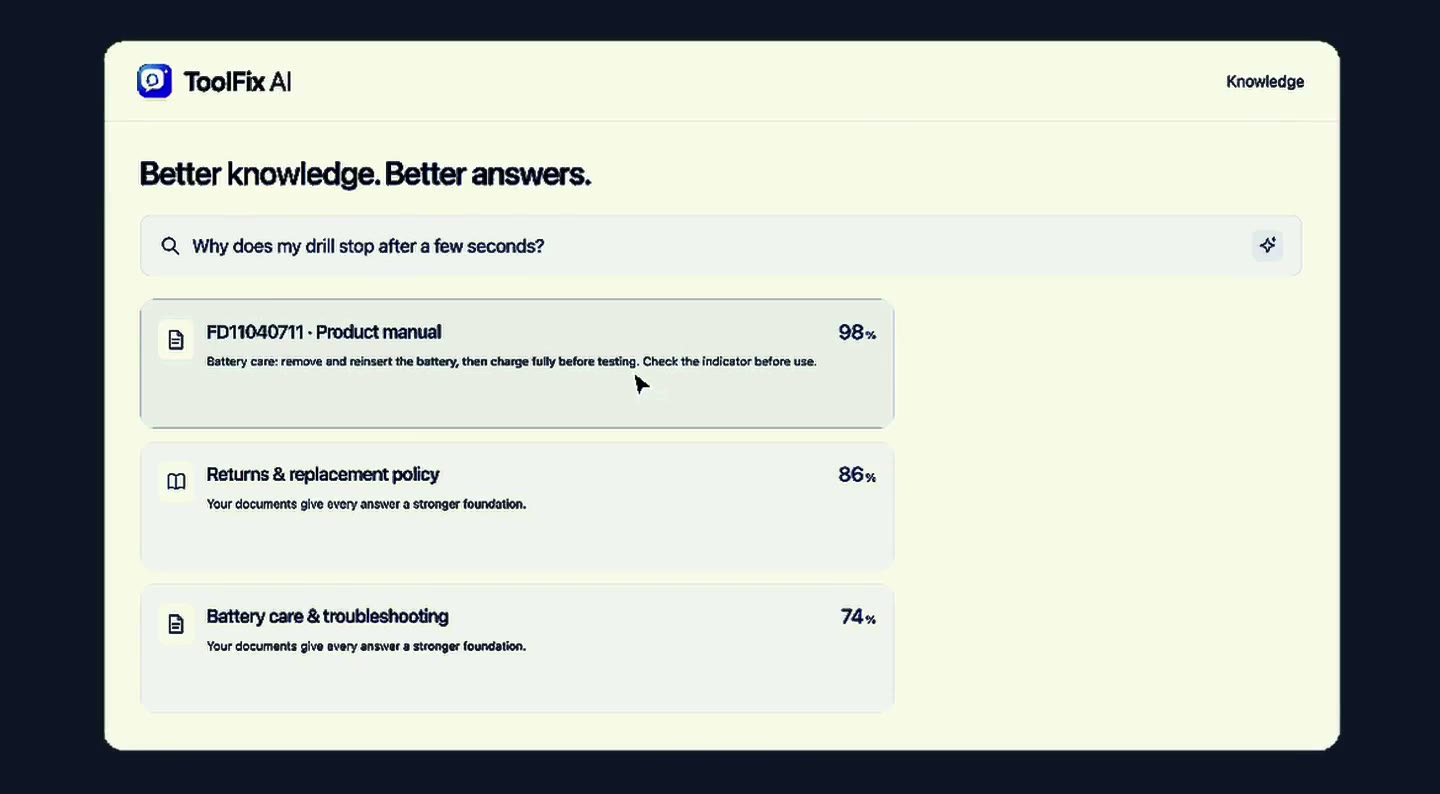 ToolFix AI
Knowledge
Better knowledge. Better answers.
Why does my drill stop after a few seconds?
FD11040711 · Product manual
98%
Battery care: remove and reinsert the battery, then charge fully before testing. Check the indicator before use.
Returns & replacement policy
86%
Your documents give every answer a stronger foundation.
Battery care & troubleshooting
74%
Your documents give every answer a stronger foundation.